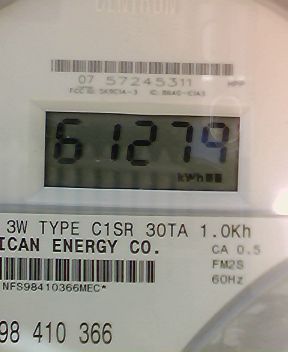 CENTRON
07 57245311
61279
kWh
3W TYPE C1SR 30TA 1.0Kh
ICAN ENERGY CO.
CA 0.5
FM2S
60Hz
NFS98410366MEC*
98 410 366